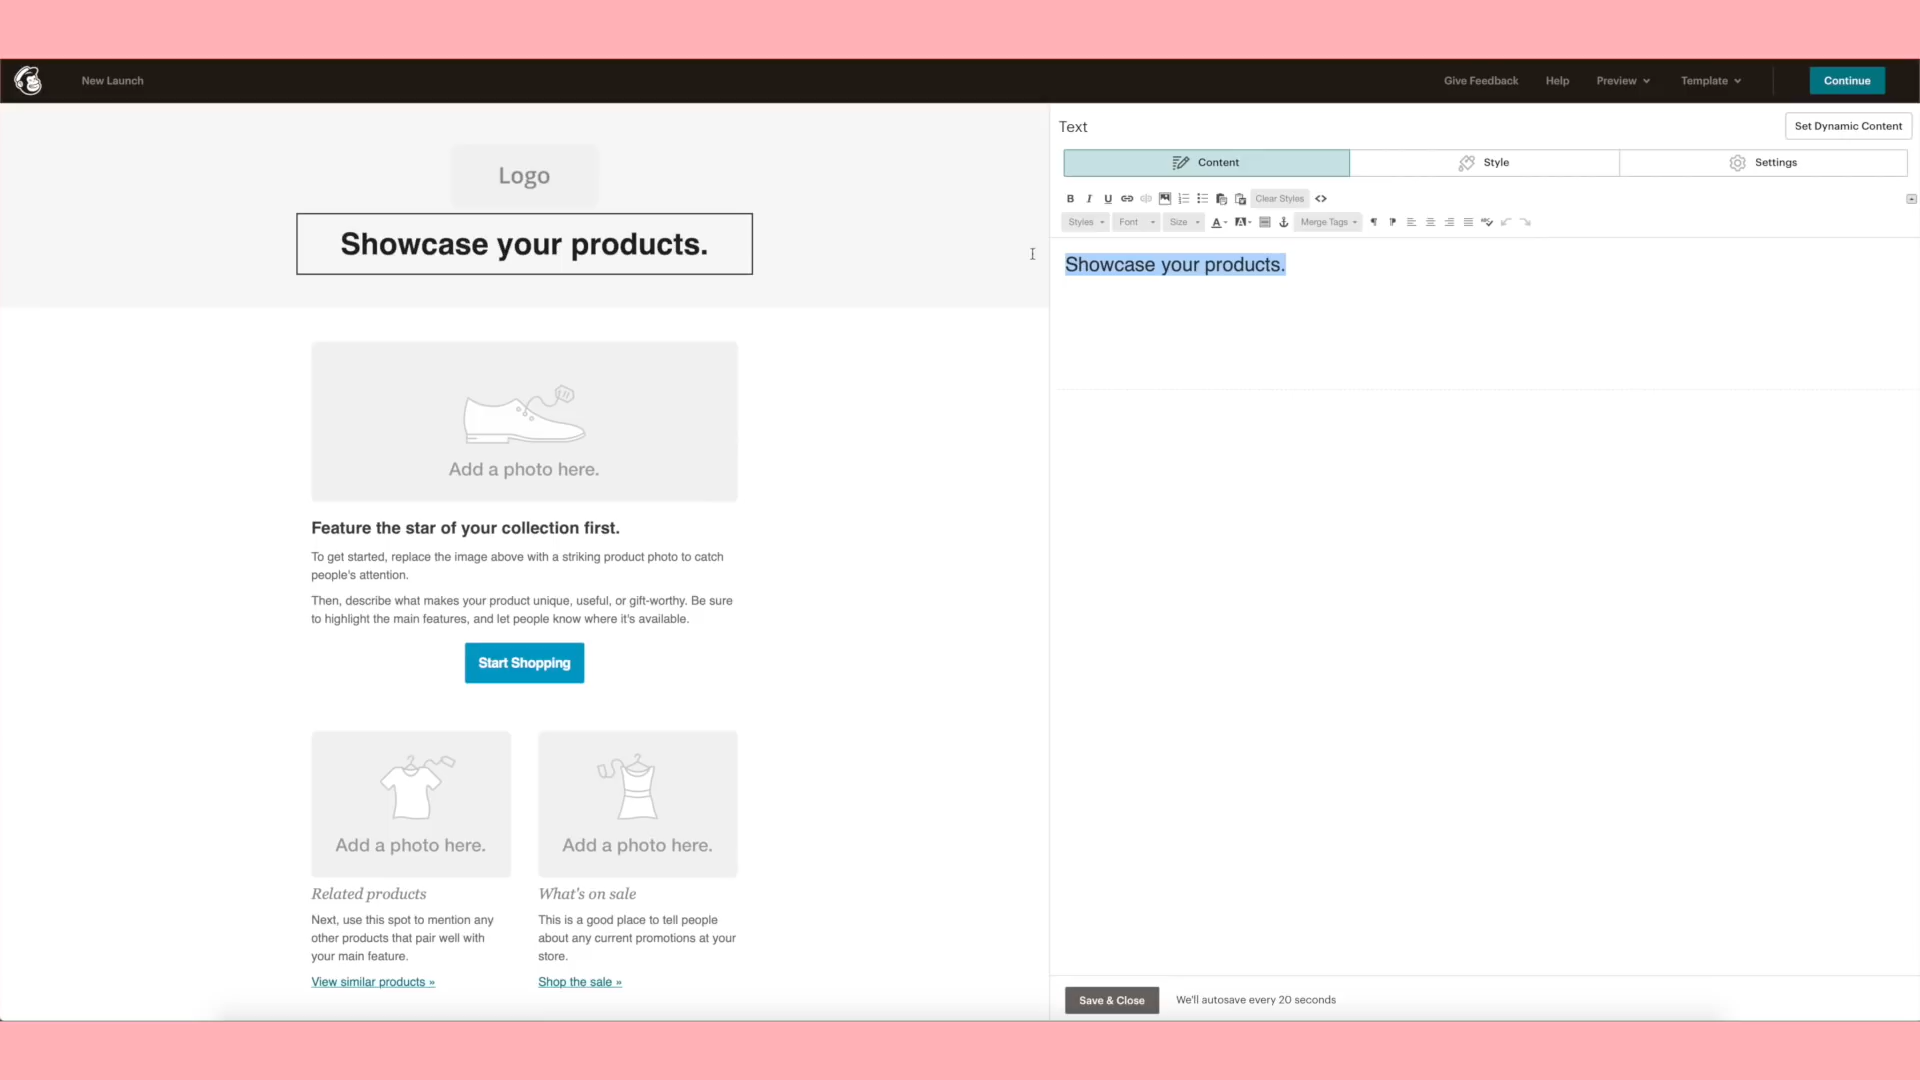 New Launch
Give Feedback
Help
Preview
Template
Continue
Logo
Showcase your products.
Add a photo here.
Feature the star of your collection first.
To get started, replace the image above with a striking product photo to catch
people's attention.
Then, describe what makes your product unique, useful, or gift-worthy. Be sure
to highlight the main features, and let people know where it's available.
Start Shopping
Add a photo here.
Related products
Next, use this spot to mention any
other products that pair well with
your main feature.
View similar products »
Add a photo here.
What's on sale
This is a good place to tell people
about any current promotions at your
store.
Shop the sale »
Text
Set Dynamic Content
Content
Style
Settings
B I U
Clear Styles
Styles
Font
Size
A
A
Merge Tags
Showcase your products.
Save & Close
We'll autosave every 20 seconds